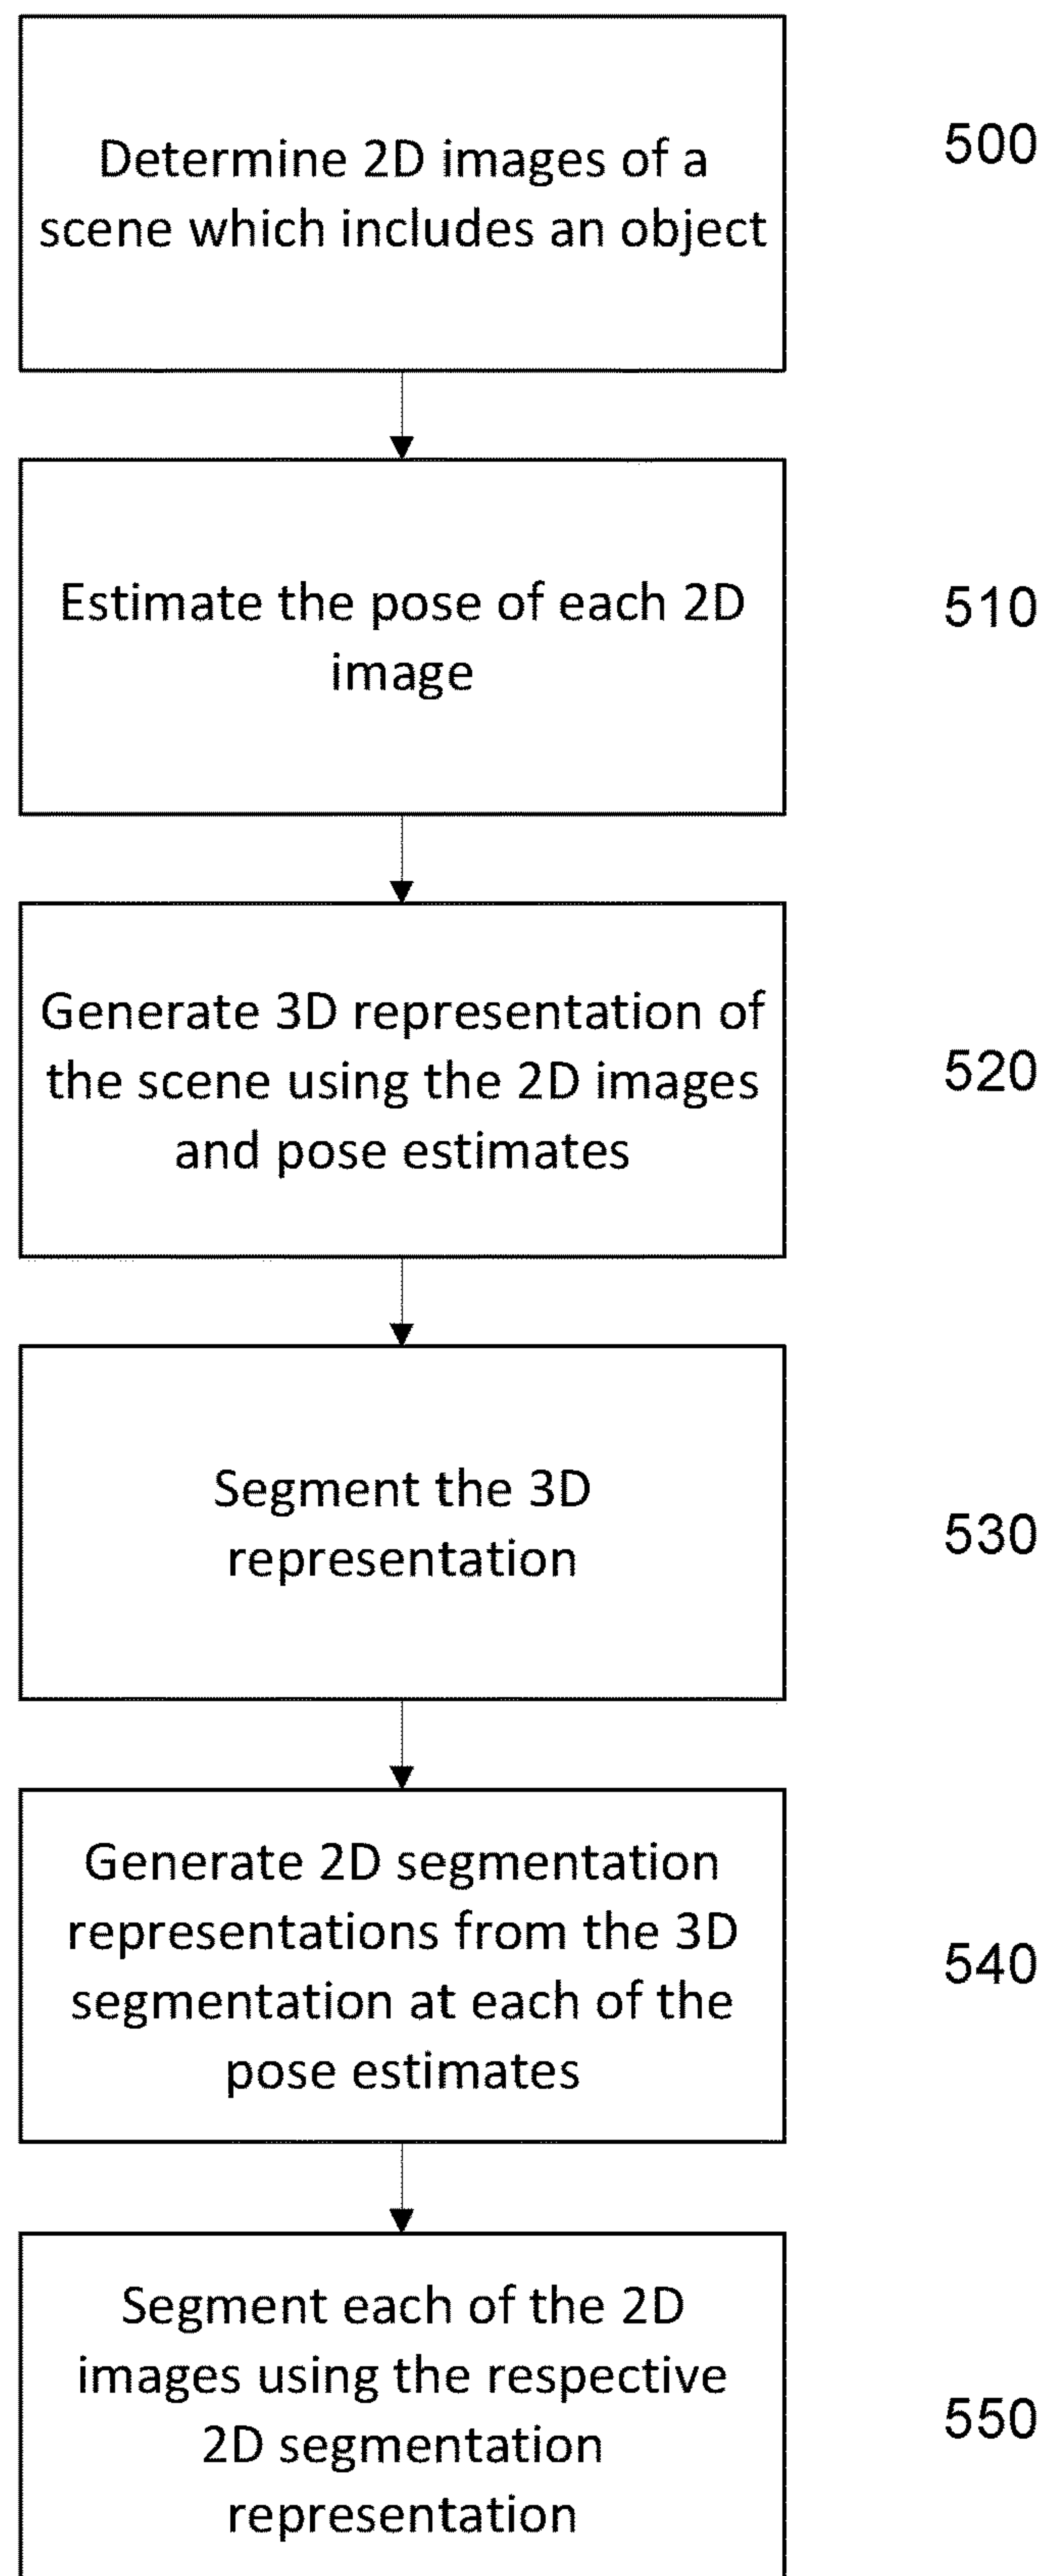 Determine 2D images of a
scene which includes an object
500
Estimate the pose of each 2D
image
510
Generate 3D representation of
the scene using the 2D images
and pose estimates
520
Segment the 3D
representation
530
Generate 2D segmentation
representations from the 3D
segmentation at each of the
pose estimates
540
Segment each of the 2D
images using the respective
2D segmentation
representation
550